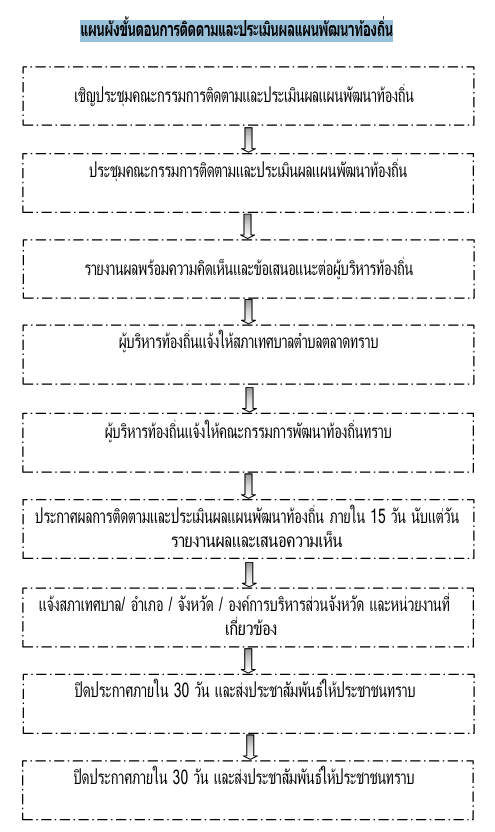 แผนผังขั้นตอนการติดตามและประเมินผลแผนพัฒนาท้องถิ่น
เชิญประชุมคณะกรรมการติดตามและประเมินผลแผนพัฒนาท้องถิ่น
ประชุมคณะกรรมการติดตามและประเมินผลแผนพัฒนาท้องถิ่น
รายงานผลพร้อมความคิดเห็นและข้อเสนอแนะต่อผู้บริหารท้องถิ่น
ผู้บริหารท้องถิ่นแจ้งให้สภาเทศบาลตำบลตลาดทราบ
ผู้บริหารท้องถิ่นแจ้งให้คณะกรรมการพัฒนาท้องถิ่นทราบ
ประกาศผลการติดตามและประเมินผลแผนพัฒนาท้องถิ่น ภายใน 15 วัน นับแต่วัน
รายงานผลและเสนอความเห็น
แจ้งสภาเทศบาล/ อำเภอ / จังหวัด / องค์การบริหารส่วนจังหวัด และหน่วยงานที่
เกี่ยวข้อง
ปิดประกาศภายใน 30 วัน และส่งประชาสัมพันธ์ให้ประชาชนทราบ
ปิดประกาศภายใน 30 วัน และส่งประชาสัมพันธ์ให้ประชาชนทราบ